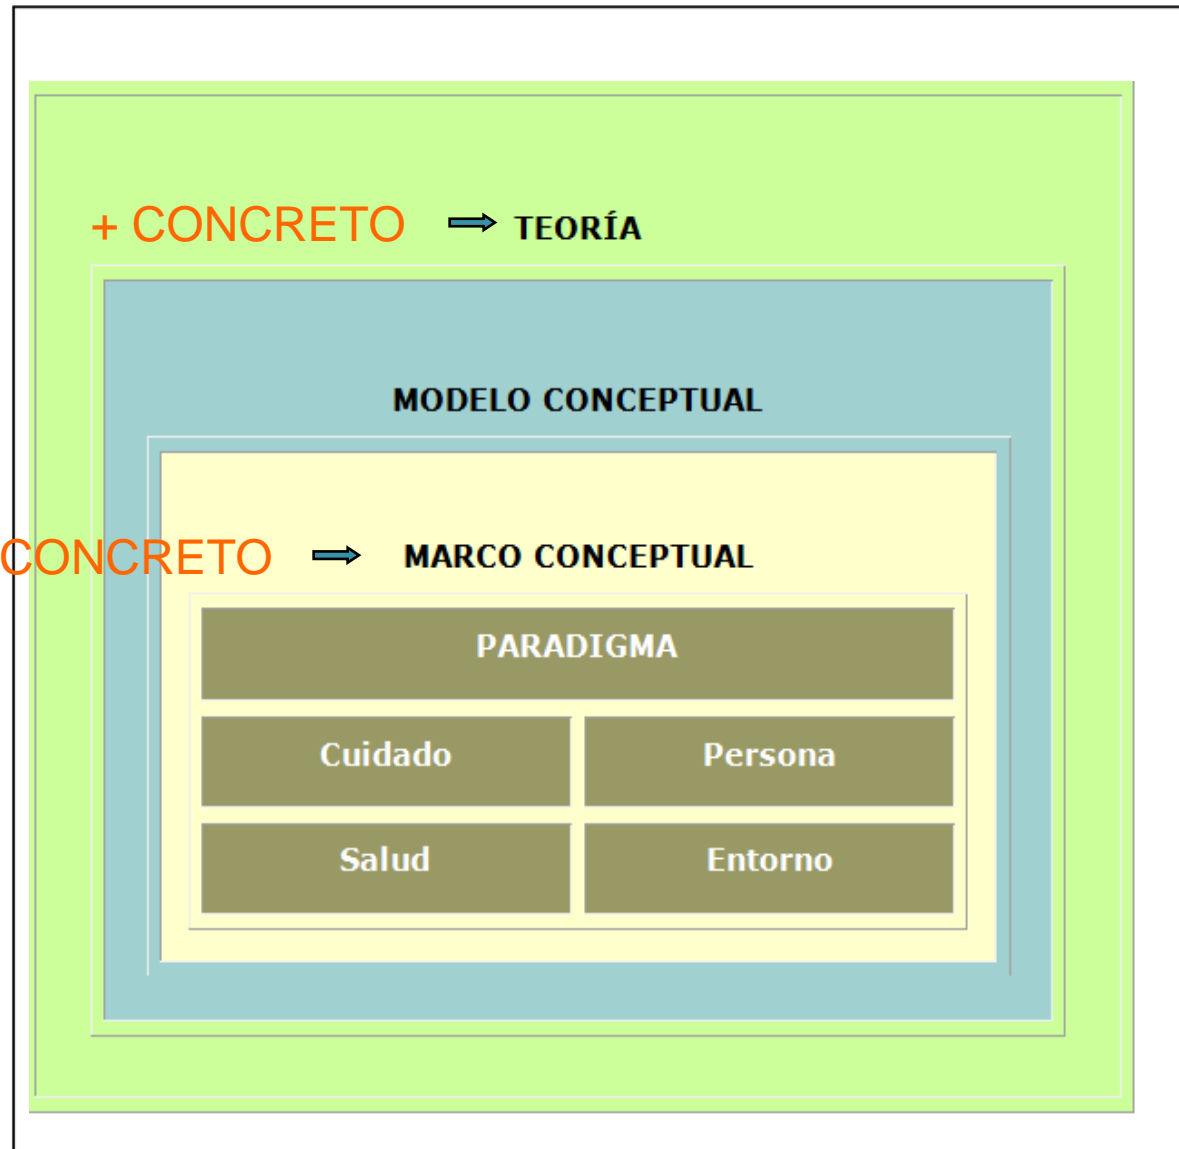 + CONCRETO TEORÍA
MODELO CONCEPTUAL
CONCRETO MARCO CONCEPTUAL
PARADIGMA
Cuidado Persona
Salud Entorno